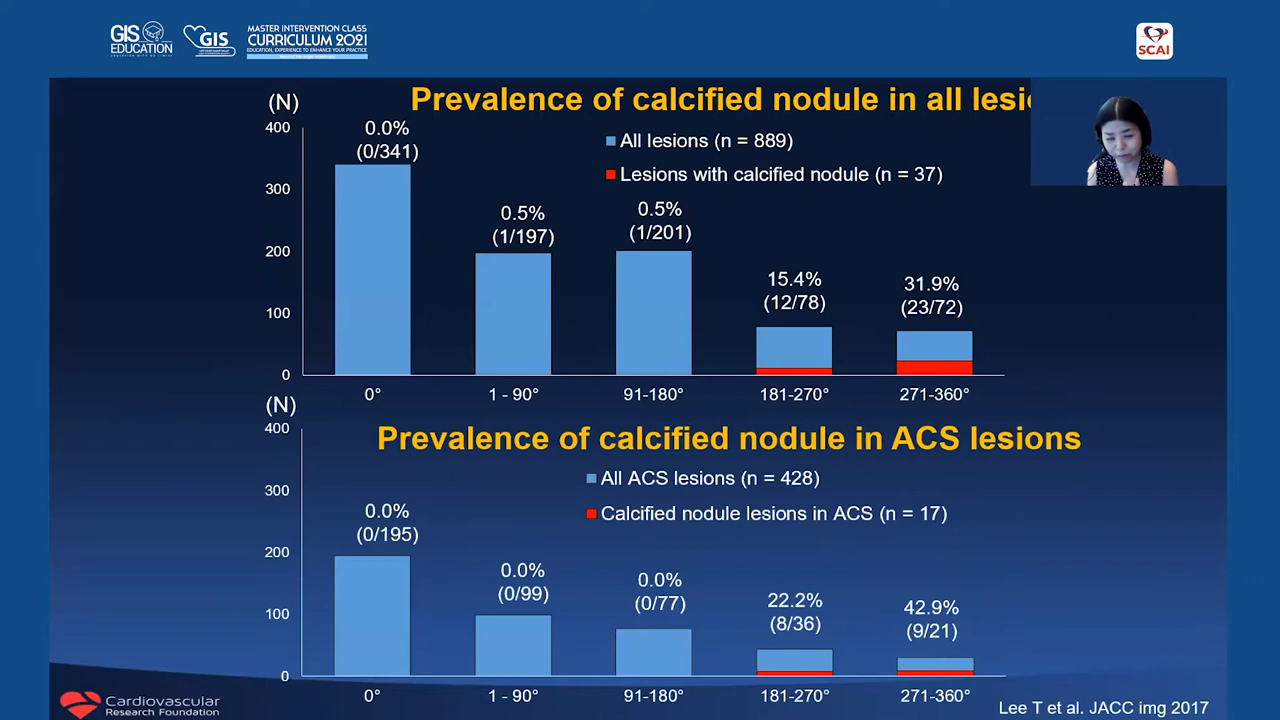 GIS
EDUCATION
GIS
MASTER INTERVENTION CLASS
CURRICULUM 2021
EDUCATION, EXPERIENCE TO ENHANCE YOUR PRACTICE
SCAI
Prevalence of calcified nodule in all lesi
(N)
400
300
200
100
0
All lesions (n = 889)
Lesions with calcified nodule (n = 37)
0.0%
(0/341)
0.5%
(1/197)
0.5%
(1/201)
15.4%
(12/78)
31.9%
(23/72)
0°
1 - 90°
91-180°
181-270°
271-360°
Prevalence of calcified nodule in ACS lesions
(N)
400
300
200
100
0
All ACS lesions (n = 428)
Calcified nodule lesions in ACS (n = 17)
0.0%
(0/195)
0.0%
(0/99)
0.0%
(0/77)
22.2%
(8/36)
42.9%
(9/21)
0°
1 - 90°
91-180°
181-270°
271-360°
Cardiovascular
Research Foundation
Lee T et al. JACC img 2017